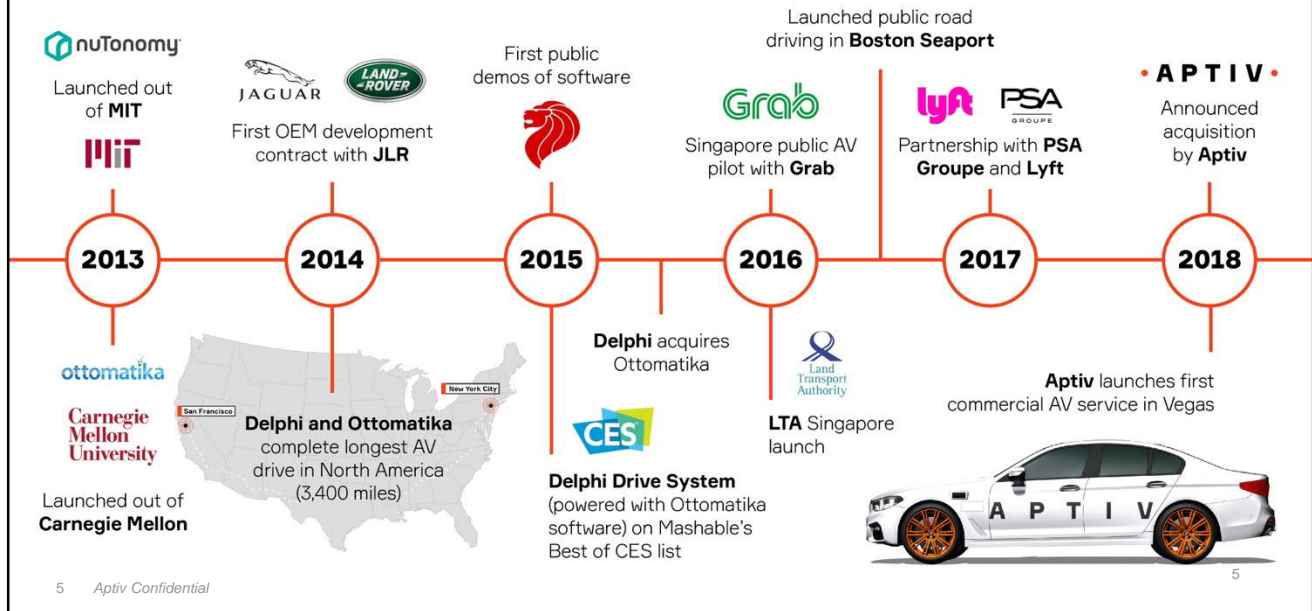 nuTonomy
Launched out
of MIT
MIT
JAGUAR
LAND-
-ROVER
First OEM development
contract with JLR
First public
demos of software
Grab
Singapore public AV
pilot with Grab
Launched public road
driving in Boston Seaport
lyft
PSA
GROUPE
Partnership with PSA
Groupe and Lyft
• APTIV •
Announced
acquisition
by Aptiv
2013
2014
2015
2016
2017
2018
ottomatika
Carnegie
Mellon
University
Launched out of
Carnegie Mellon
San Francisco
New York City
Delphi and Ottomatika
complete longest AV
drive in North America
(3,400 miles)
Delphi acquires
Ottomatika
CES
Delphi Drive System
(powered with Ottomatika
software) on Mashable's
Best of CES list
Land
Transport
Authority
LTA Singapore
launch
Aptiv launches first
commercial AV service in Vegas
APTIV
5 Aptiv Confidential
5